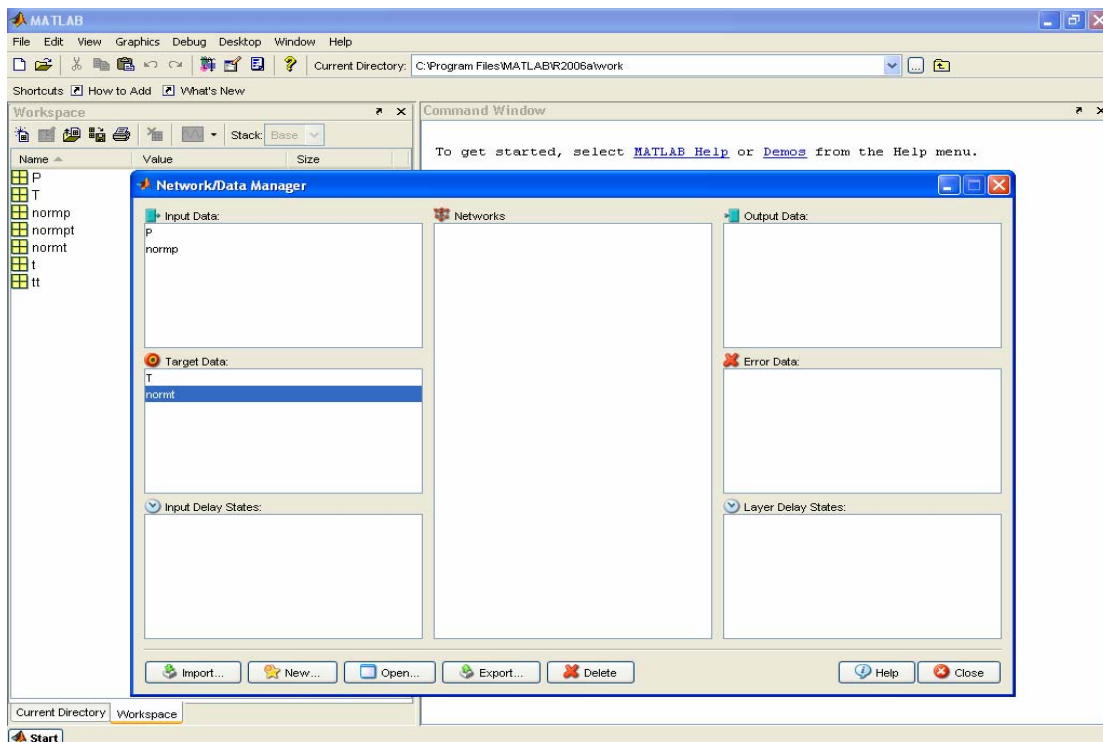 MATLAB
File Edit View Graphics Debug Desktop Window Help
Current Directory: C:\Program Files\MATLAB\R2006a\work
Shortcuts How to Add What's New
Workspace
Stack: Base
Name Value Size
P
T
normp
normpt
normt
t
tt
Command Window
To get started, select MATLAB Help or Demos from the Help menu.
Network/Data Manager
Input Data:
P
normp
Networks
Output Data:
Target Data:
T
normt
Error Data:
Input Delay States:
Layer Delay States:
Import... New... Open... Export... Delete Help Close
Current Directory Workspace
Start